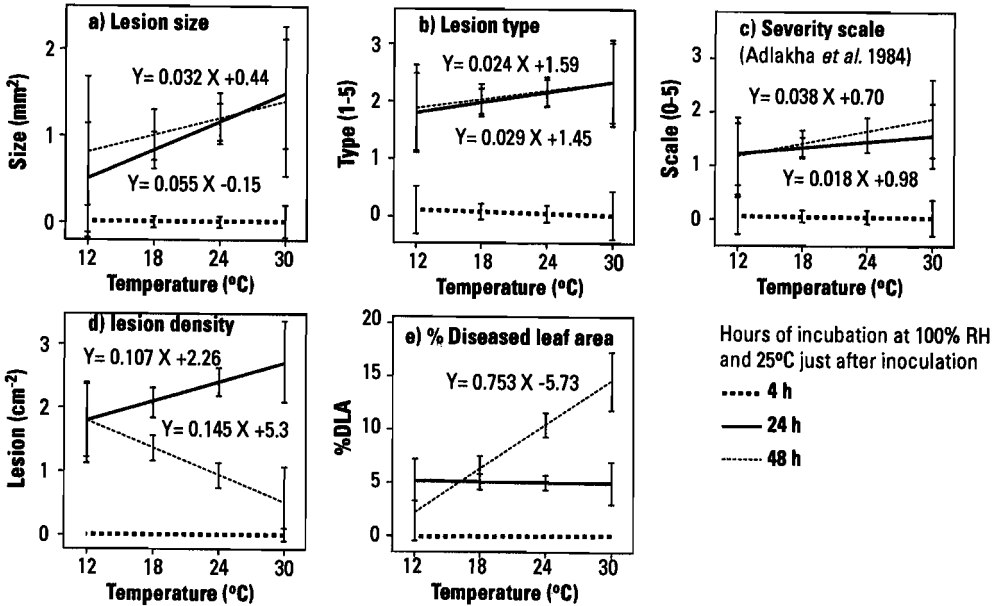 a) Lesion size
Size (mm²)
2
1
0
Y= 0.032 X +0.44
Y= 0.055 X -0.15
12 18 24 30
Temperature (ºC)
b) Lesion type
Type (1-5)
3
2
1
0
Y= 0.024 X +1.59
Y= 0.029 X +1.45
12 18 24 30
Temperature (ºC)
c) Severity scale
(Adlakha et al. 1984)
Scale (0-5)
3
2
1
0
Y= 0.038 X +0.70
Y= 0.018 X +0.98
12 18 24 30
Temperature (ºC)
d) lesion density
Lesion (cm⁻²)
3
2
1
0
Y= 0.107 X +2.26
Y= 0.145 X +5.3
12 18 24 30
Temperature (ºC)
e) % Diseased leaf area
%DLA
20
15
10
5
0
Y= 0.753 X -5.73
12 18 24 30
Temperature (ºC)
Hours of incubation at 100% RH
and 25ºC just after inoculation
4 h
24 h
48 h